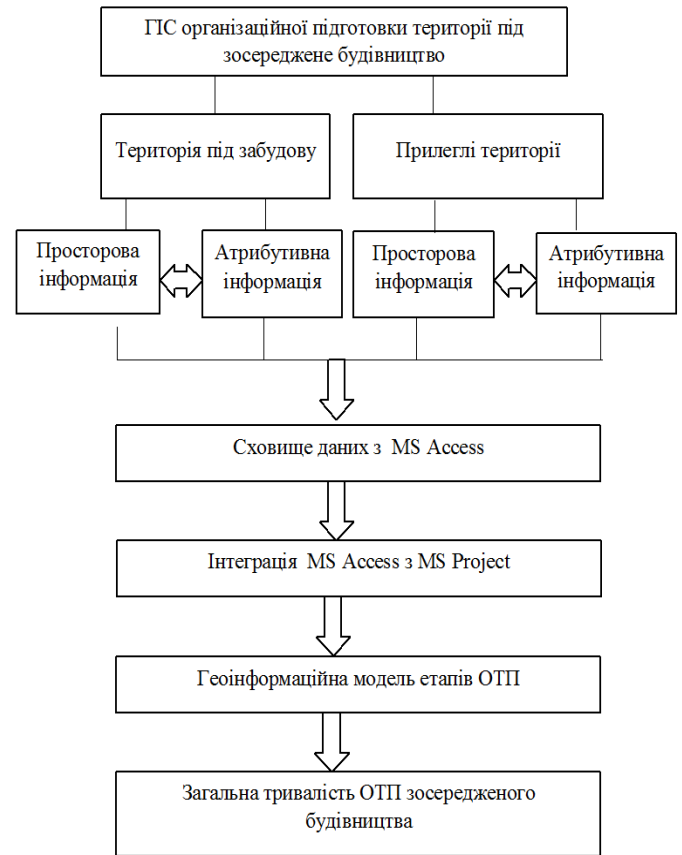 ГІС організаційної підготовки території під
зосереджене будівництво
Територія під забудову
Прилеглі території
Просторова
інформація
Атрибутивна
інформація
Просторова
інформація
Атрибутивна
інформація
Сховище даних з MS Access
Інтеграція MS Access з MS Project
Геоінформаційна модель етапів ОТП
Загальна тривалість ОТП зосередженого
будівництва